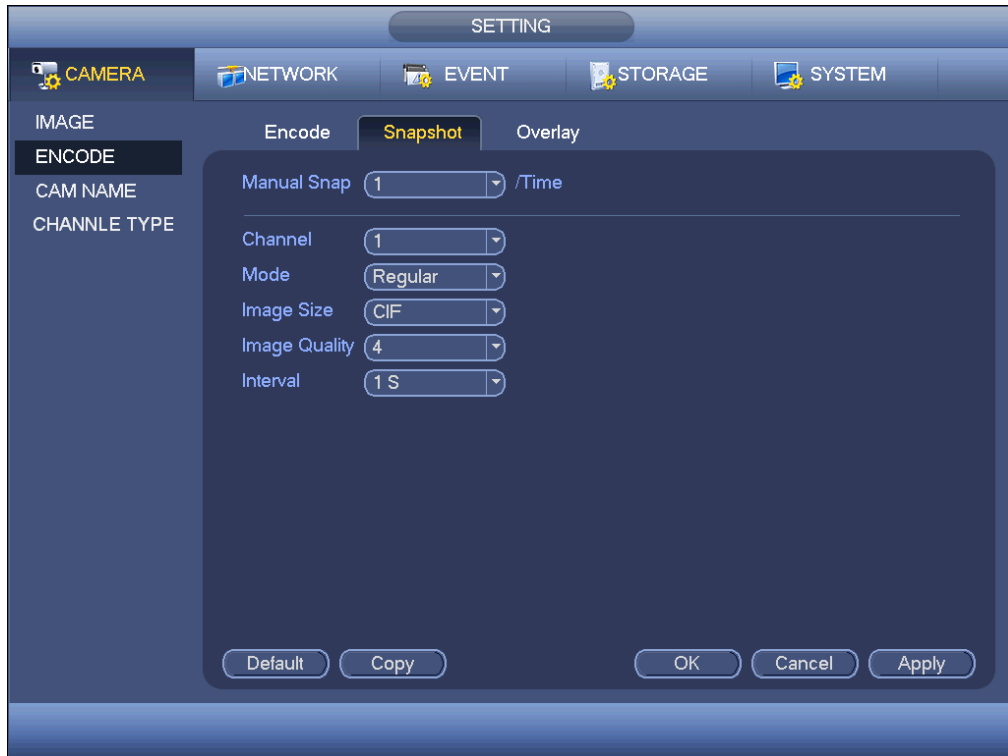 SETTING
CAMERA NETWORK EVENT STORAGE SYSTEM
IMAGE
ENCODE
CAM NAME
CHANNLE TYPE
Encode Snapshot Overlay
Manual Snap 1 /Time
Channel 1
Mode Regular
Image Size CIF
Image Quality 4
Interval 1 S
Default Copy OK Cancel Apply